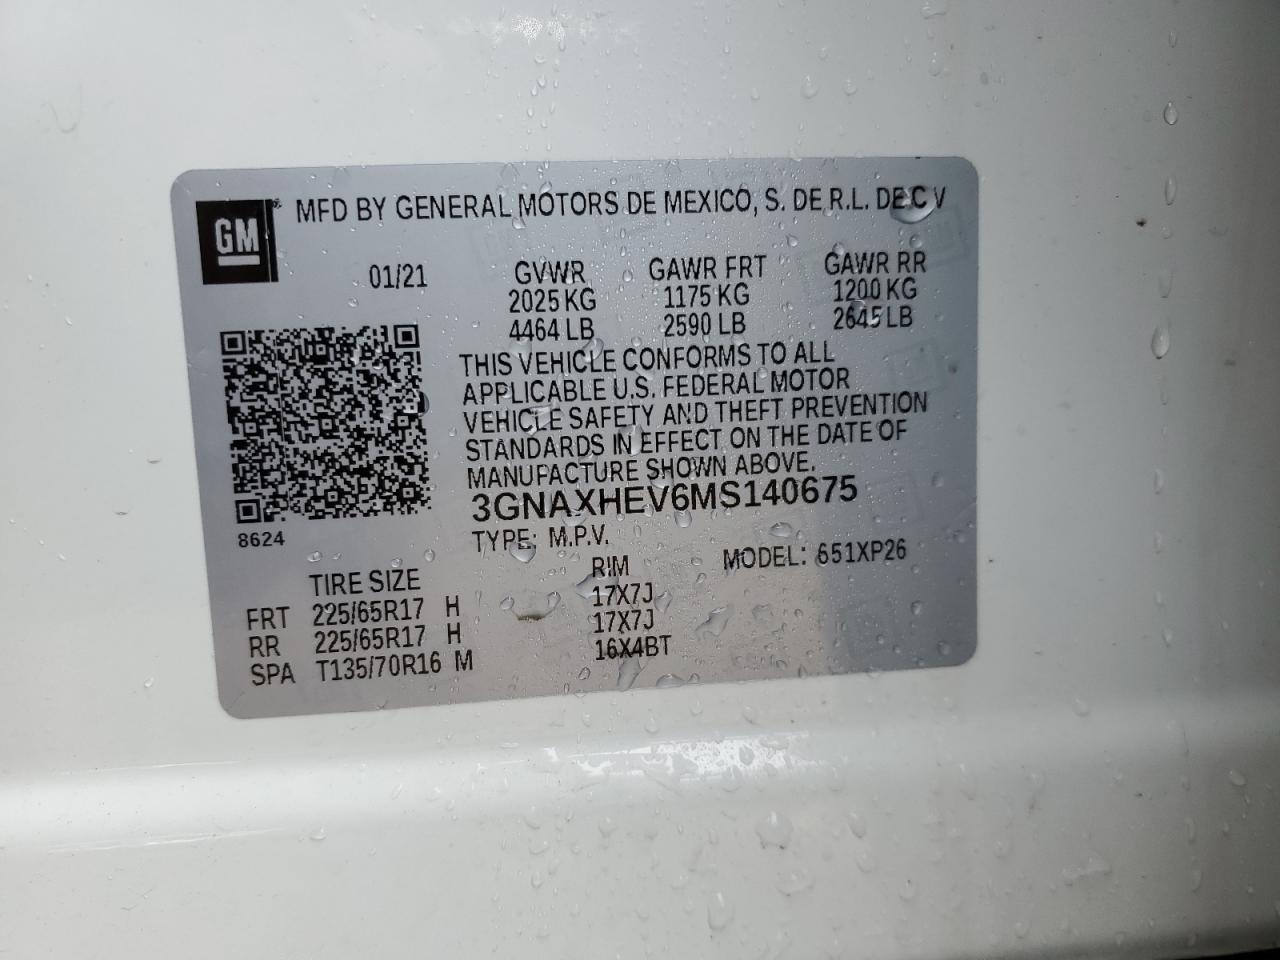 GM
MFD BY GENERAL MOTORS DE MEXICO, S. DE R.L. DE C V
01/21 GVWR GAWR FRT GAWR RR
2025 KG 1175 KG 1200 KG
4464 LB 2590 LB 2645 LB
THIS VEHICLE CONFORMS TO ALL
APPLICABLE U.S. FEDERAL MOTOR
VEHICLE SAFETY AND THEFT PREVENTION
STANDARDS IN EFFECT ON THE DATE OF
MANUFACTURE SHOWN ABOVE.
3GNAXHEV6MS140675
8624
TYPE: M.P.V. MODEL: 651XP26
TIRE SIZE RIM
FRT 225/65R17 H 17X7J
RR 225/65R17 H 17X7J
SPA T135/70R16 M 16X4BT